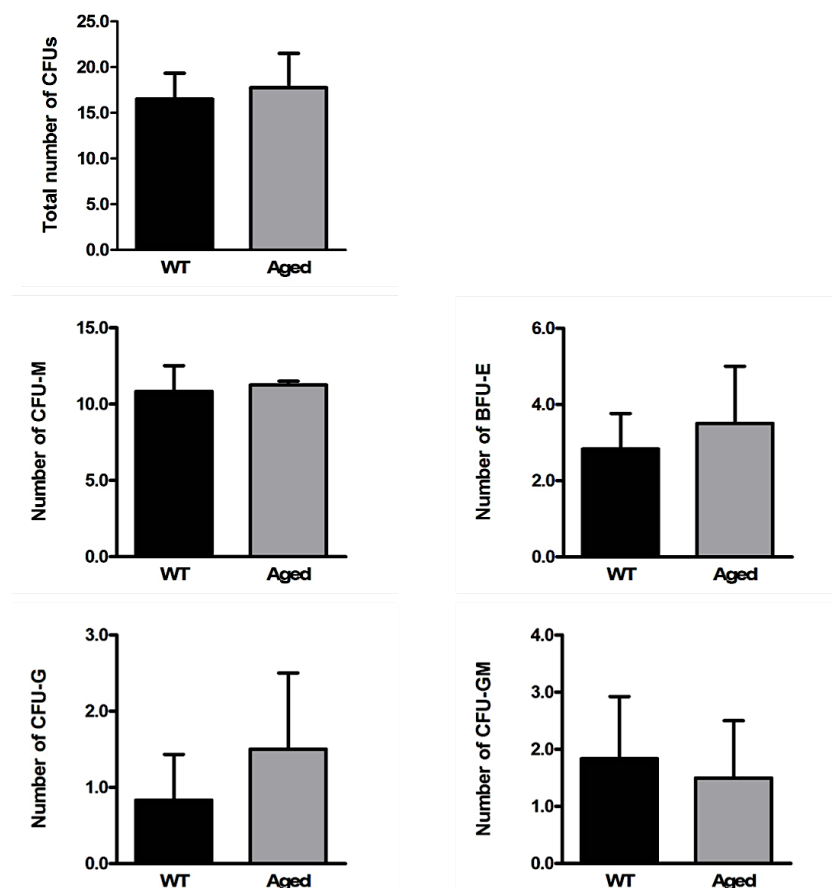 Total number of CFUs
25.0
20.0
15.0
10.0
5.0
0.0
WT Aged
Number of CFU-M
15.0
10.0
5.0
0.0
WT Aged
Number of BFU-E
6.0
4.0
2.0
0.0
WT Aged
Number of CFU-G
3.0
2.0
1.0
0.0
WT Aged
Number of CFU-GM
4.0
3.0
2.0
1.0
0.0
WT Aged